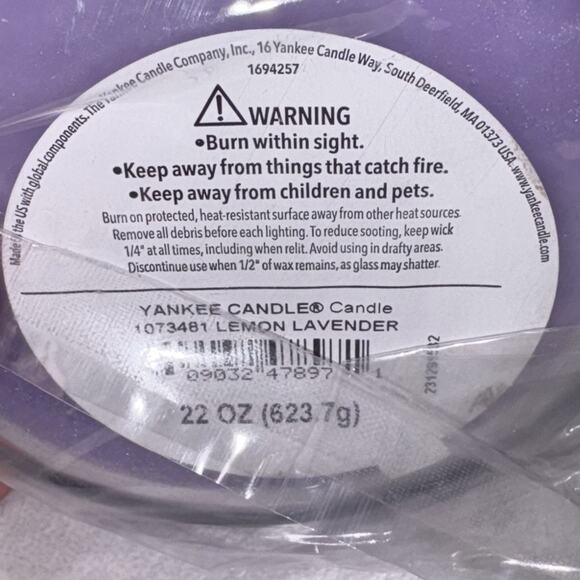 Made in the US with global components. The Yankee Candle Company, Inc., 16 Yankee Candle Way, South Deerfield, MA 01373 USA. www.yankeecandle.com
1694257
WARNING
•Burn within sight.
•Keep away from things that catch fire.
•Keep away from children and pets.
Burn on protected, heat-resistant surface away from other heat sources.
Remove all debris before each lighting. To reduce sooting, keep wick
1/4" at all times, including when relit. Avoid using in drafty areas.
Discontinue use when 1/2" of wax remains, as glass may shatter.
YANKEE CANDLE® Candle
1073481 LEMON LAVENDER
09032 47897 1
22 OZ (623.7g)